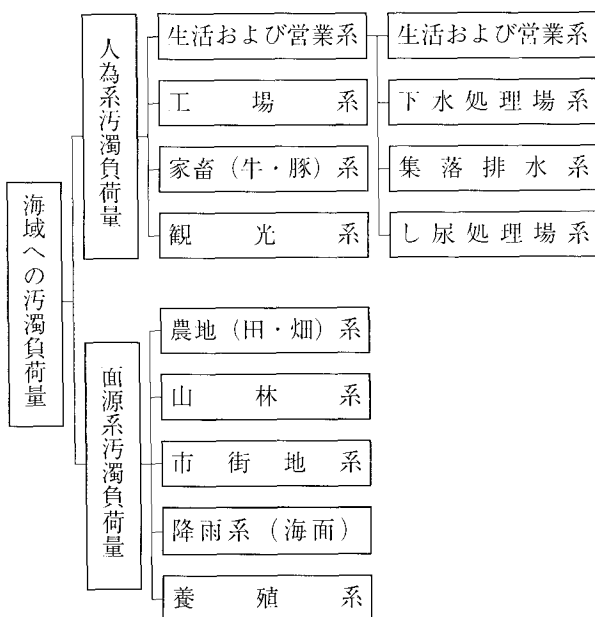 海域への汚濁負荷量
人為系汚濁負荷量
生活および営業系
生活および営業系
工場系
下水処理場系
家畜(牛・豚)系
集落排水系
観光系
し尿処理場系
面源系汚濁負荷量
農地(田・畑)系
山林系
市街地系
降雨系(海面)
養殖系